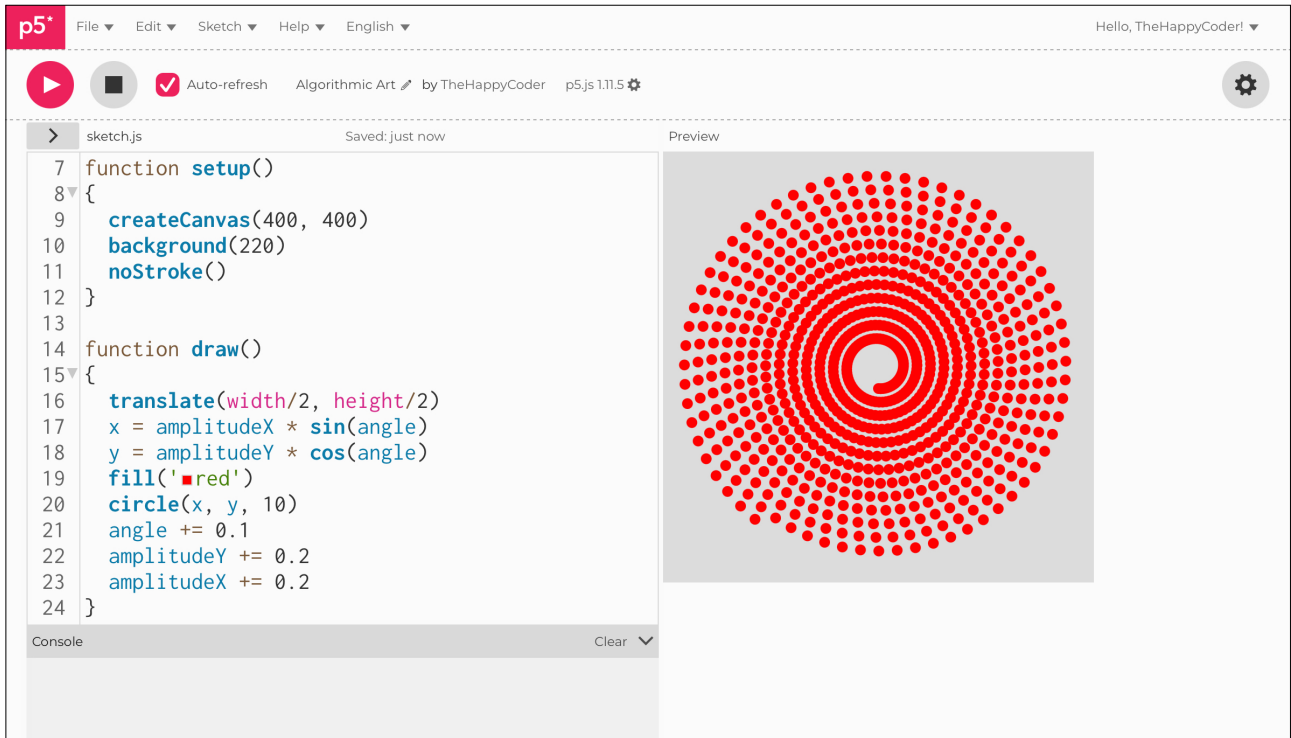 p5* File Edit Sketch Help English Hello, TheHappyCoder!
Auto-refresh Algorithmic Art by TheHappyCoder p5.js 1.11.5
sketch.js Saved: just now Preview
7 function setup()
8 {
9 createCanvas(400, 400)
10 background(220)
11 noStroke()
12 }
13
14 function draw()
15 {
16 translate(width/2, height/2)
17 x = amplitudeX * sin(angle)
18 y = amplitudeY * cos(angle)
19 fill('red')
20 circle(x, y, 10)
21 angle += 0.1
22 amplitudeY += 0.2
23 amplitudeX += 0.2
24 }
Console Clear